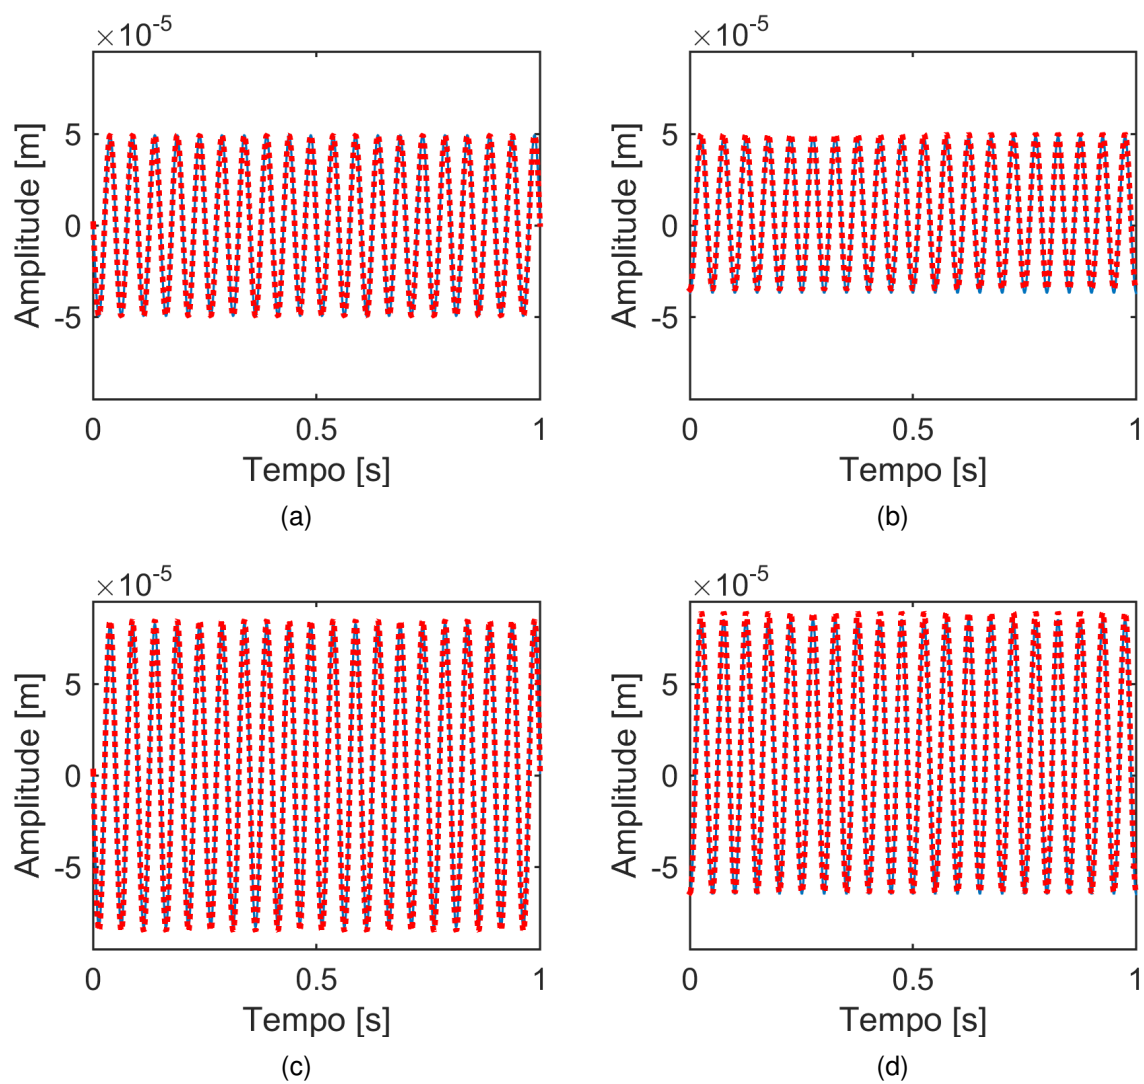 ×10-5 ×10-5
5 5
0 0
-5 -5
Amplitude [m] Amplitude [m]
0 0.5 1 0 0.5 1
Tempo [s] Tempo [s]
(a) (b)
×10-5 ×10-5
5 5
0 0
-5 -5
Amplitude [m] Amplitude [m]
0 0.5 1 0 0.5 1
Tempo [s] Tempo [s]
(c) (d)